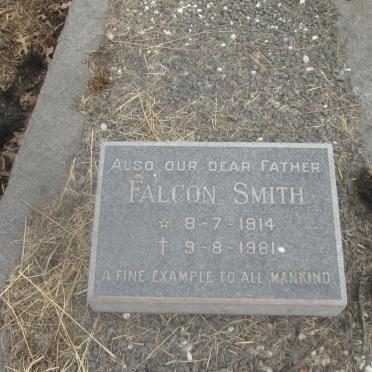 ALSO OUR DEAR FATHER
FALCON SMITH
☆ 8-7-1914
✝ 9-8-1981
A FINE EXAMPLE TO ALL MANKIND